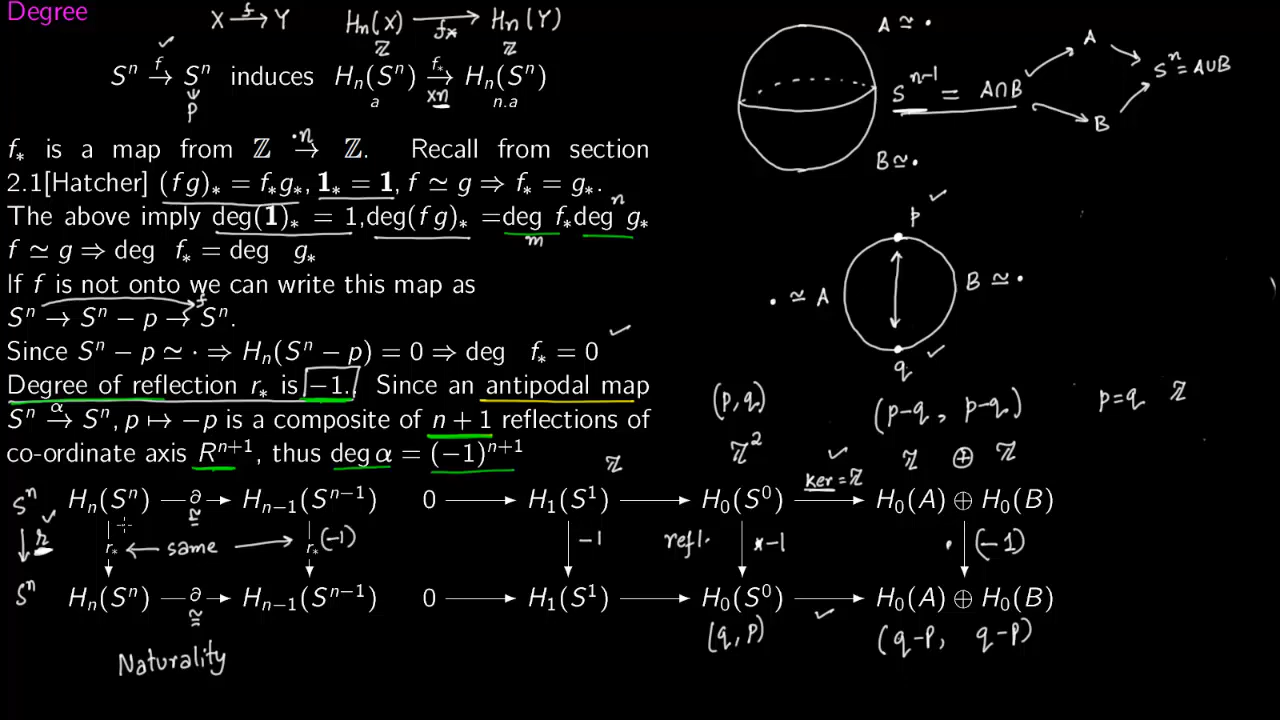 Degree
X —f→ Y   Hn(X) —f*→ Hn(Y)
ℤ   ℤ
Sⁿ —f→ Sⁿ induces Hn(Sⁿ) —f*→ Hn(Sⁿ)
p   a   ×n   n.a
f* is a map from ℤ —·n→ ℤ. Recall from section
2.1[Hatcher] (fg)* = f*g*, 𝟏* = 𝟏, f ≃ g ⇒ f* = g*.
The above imply deg(𝟏)* = 1,deg(fg)* =deg f*deg g*
m   n
f ≃ g ⇒ deg f* = deg g*
If f is not onto we can write this map as
Sⁿ → Sⁿ − p → Sⁿ.
f
Since Sⁿ − p ≃ · ⇒ Hn(Sⁿ − p) = 0 ⇒ deg f* = 0
Degree of reflection r* is −1. Since an antipodal map
Sⁿ —α→ Sⁿ, p ↦ −p is a composite of n + 1 reflections of
co-ordinate axis Rⁿ⁺¹, thus deg α = (−1)ⁿ⁺¹
A ≃ ·
Sⁿ⁻¹ = A∩B   A   B   Sⁿ = A∪B
B ≃ ·
p
· ≃ A   B ≃ ·
q
(p,q)   (p−q, p−q)   p=q ℤ
ℤ   ℤ²   ker = ℤ   ℤ ⊕ ℤ
Sⁿ   Hn(Sⁿ) —∂→ Hn−1(Sⁿ⁻¹)   0 → H1(S¹) → H0(S⁰) → H0(A) ⊕ H0(B)
≅
r   r* ← same → r* (−1)   −1   refl.   −1   (−1)
Sⁿ   Hn(Sⁿ) —∂→ Hn−1(Sⁿ⁻¹)   0 → H1(S¹) → H0(S⁰) → H0(A) ⊕ H0(B)
≅
(q,p)   (q−p, q−p)
Naturality